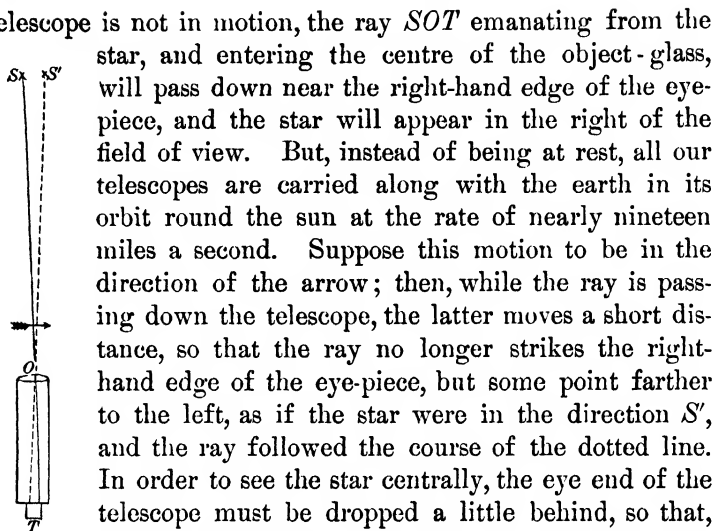 elescope is not in motion, the ray SOT emanating from the
star, and entering the centre of the object-glass,
will pass down near the right-hand edge of the eye-
piece, and the star will appear in the right of the
field of view. But, instead of being at rest, all our
telescopes are carried along with the earth in its
orbit round the sun at the rate of nearly nineteen
miles a second. Suppose this motion to be in the
direction of the arrow; then, while the ray is pass-
ing down the telescope, the latter moves a short dis-
tance, so that the ray no longer strikes the right-
hand edge of the eye-piece, but some point farther
to the left, as if the star were in the direction S′,
and the ray followed the course of the dotted line.
In order to see the star centrally, the eye end of the
telescope must be dropped a little behind, so that,
S S′
O
T